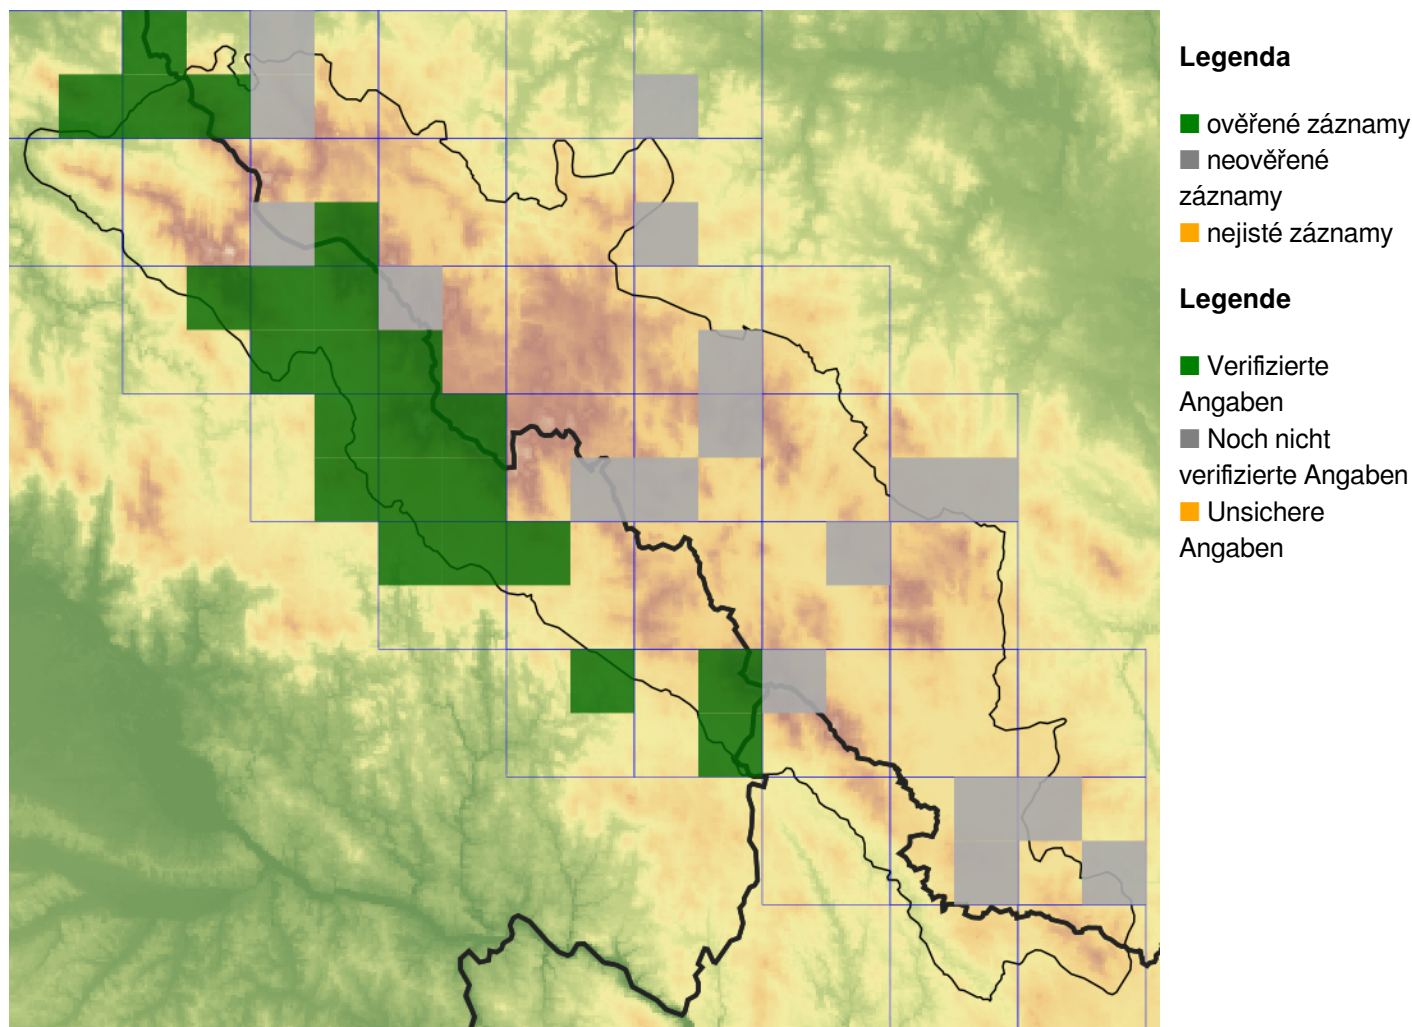 Legenda
ověřené záznamy
neověřené
záznamy
nejisté záznamy
Legende
Verifizierte
Angaben
Noch nicht
verifizierte Angaben
Unsichere
Angaben